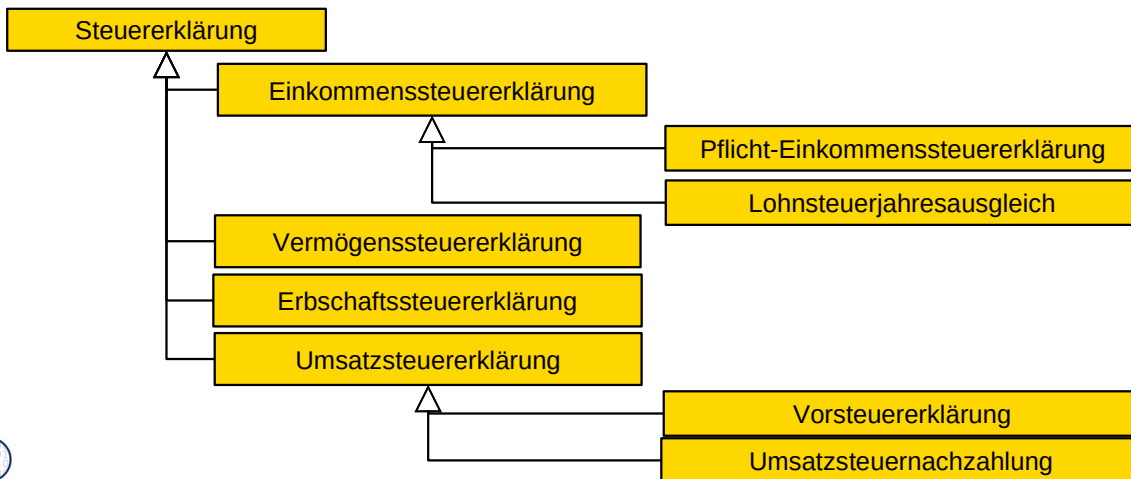 Steuererklärung
Einkommenssteuererklärung
Pflicht-Einkommenssteuererklärung
Lohnsteuerjahresausgleich
Vermögenssteuererklärung
Erbschaftssteuererklärung
Umsatzsteuererklärung
Vorsteuererklärung
Umsatzsteuernachzahlung